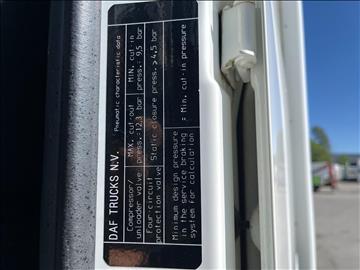 DAF TRUCKS N.V.
Pneumatic characteristic data
Compressor/ MAX. cut-out MIN. cut-in
unloader valve press.: 12,3 bar press.: 9,5 bar
Four-circuit Static closure press. > 4,5 bar
protection valve
Minimum design pressure
in the service braking = Min. cut-in pressure
system for calculation